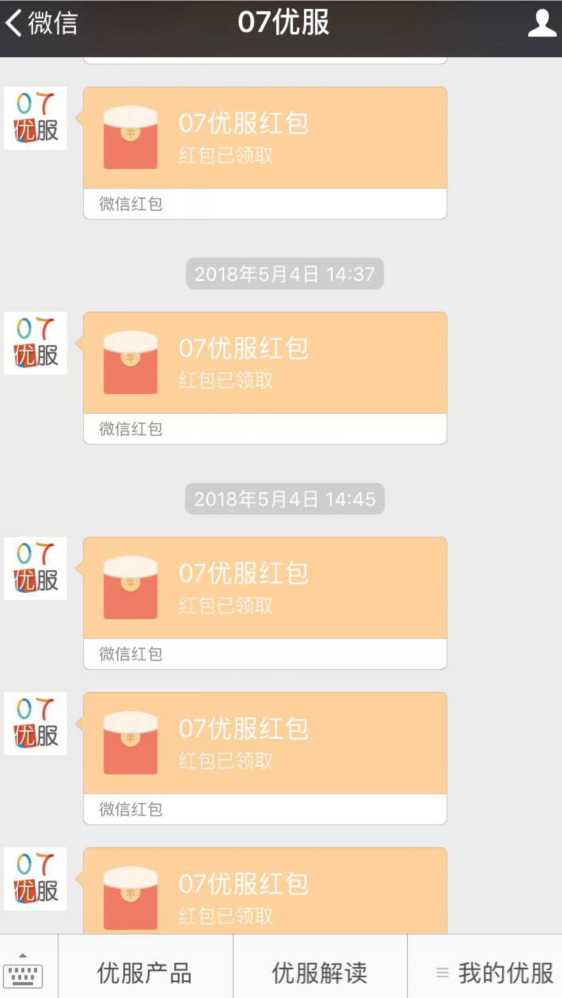 微信
07优服
07
优服
07优服红包
红包已领取
微信红包
2018年5月4日 14:37
07
优服
07优服红包
红包已领取
微信红包
2018年5月4日 14:45
07
优服
07优服红包
红包已领取
微信红包
07
优服
07优服红包
红包已领取
微信红包
07
优服
07优服红包
红包已领取
优服产品
优服解读
我的优服